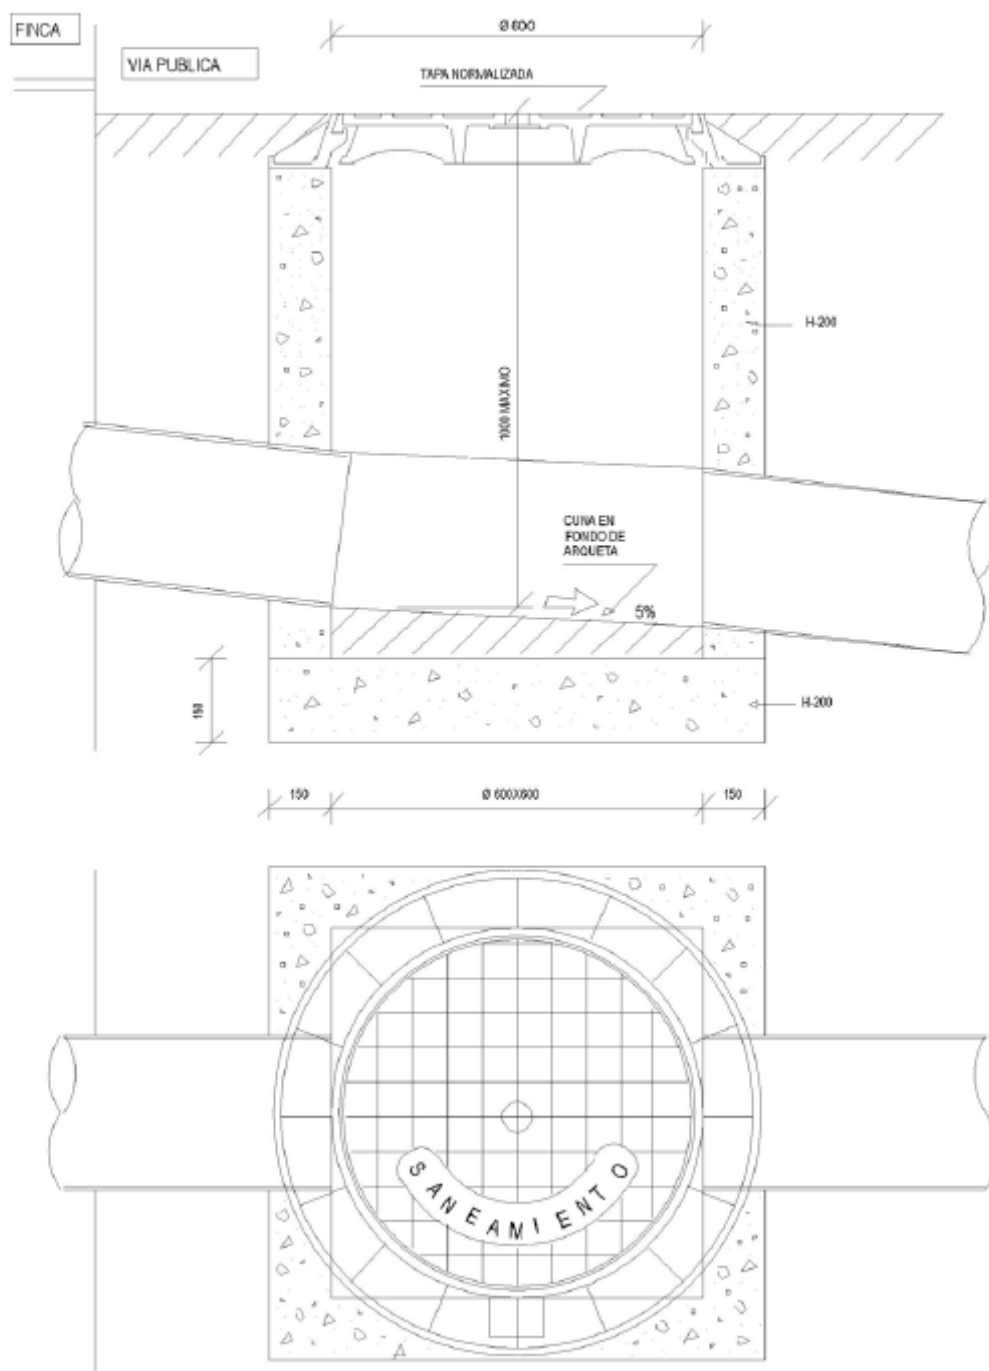 FINCA
VIA PUBLICA
Ø 600
TAPA NORMALIZADA
H-200
1000 MAXIMO
CUNA EN
FONDO DE
ARQUETA
5%
150
H-200
150
Ø 600X600
150
SANEAMIENTO